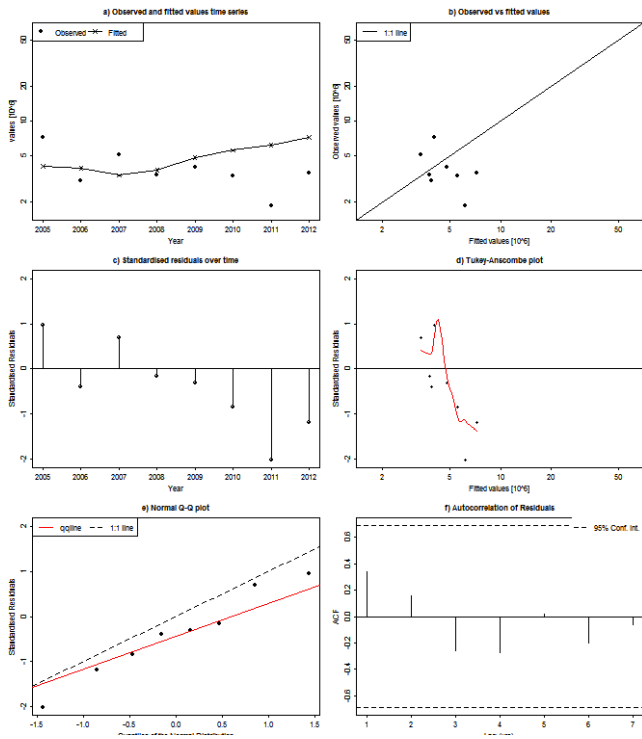 a) Observed and fitted values time series
Observed Fitted
values [10^6]
50
20
10
5
2
2005 2006 2007 2008 2009 2010 2011 2012
Year
b) Observed vs fitted values
1:1 line
Observed values [10^6]
50
20
10
5
2
2 5 10 20 50
Fitted values [10^6]
c) Standardised residuals over time
Standardised Residuals
2
1
0
-1
-2
2005 2006 2007 2008 2009 2010 2011 2012
Year
d) Tukey-Anscombe plot
Standardised Residuals
2
1
0
-1
-2
2 5 10 20 50
Fitted values [10^6]
e) Normal Q-Q plot
qqline 1:1 line
Standardised Residuals
2
1
0
-1
-2
-1.5 -1.0 -0.5 0.0 0.5 1.0 1.5
Quantiles of the Normal Distribution
f) Autocorrelation of Residuals
95% Conf. Int.
ACF
0.6
0.2
-0.2
-0.6
1 2 3 4 5 6 7